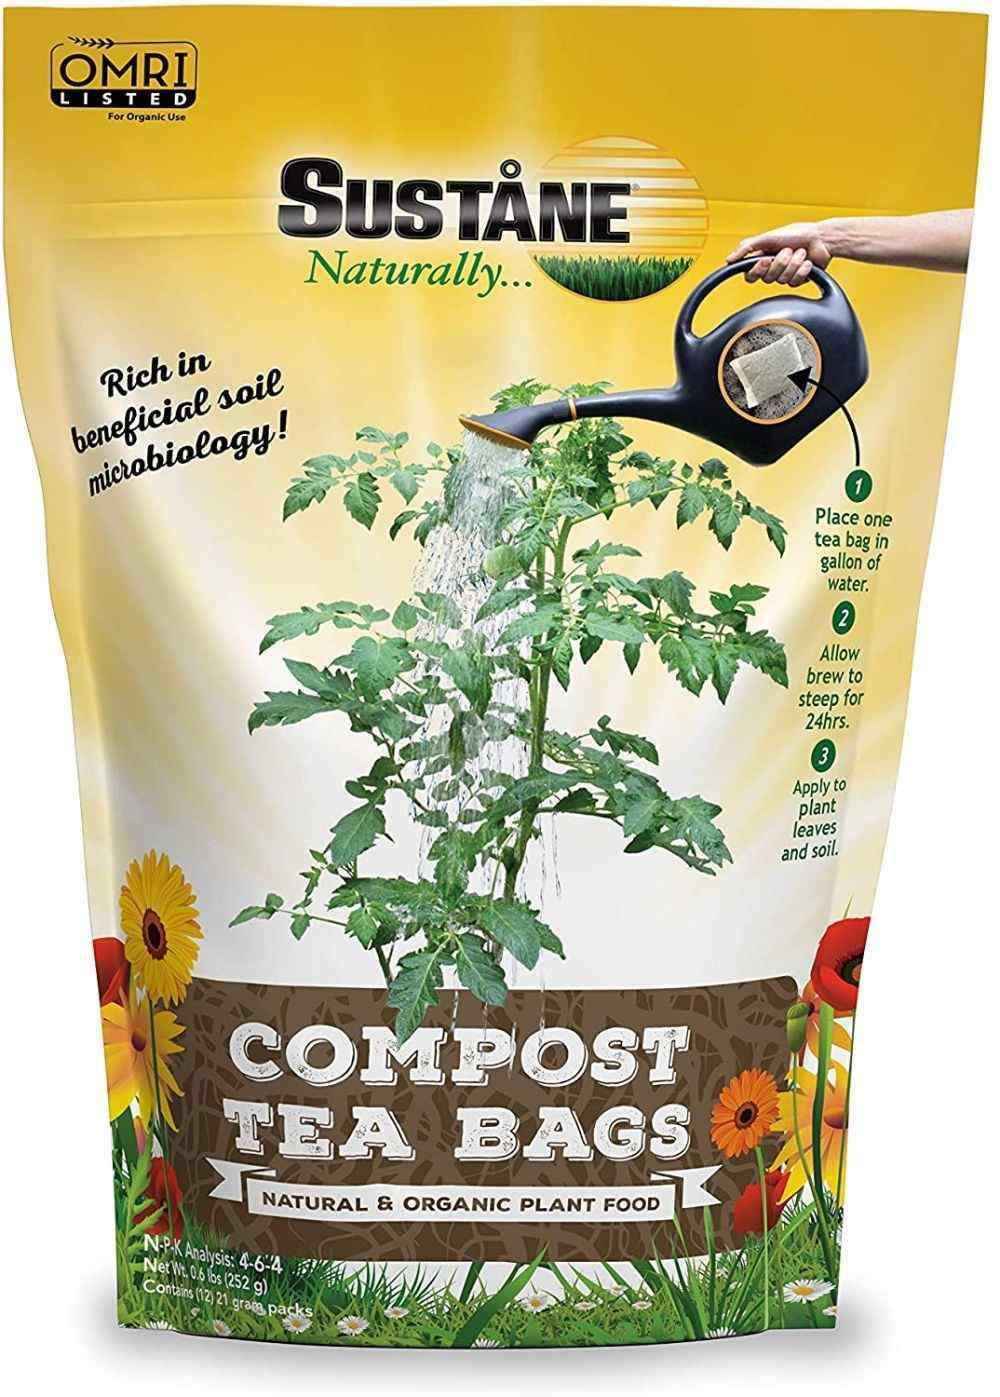 OMRI
LISTED
For Organic Use
SUSTÅNE®
Naturally...
Rich in
beneficial soil
microbiology!
1
Place one
tea bag in
gallon of
water.
2
Allow
brew to
steep for
24hrs.
3
Apply to
plant
leaves
and soil.
COMPOST
TEA BAGS
NATURAL & ORGANIC PLANT FOOD
N-P-K Analysis: 4-6-4
Net Wt. 0.6 lbs (252 g)
Contains (12) 21 gram packs